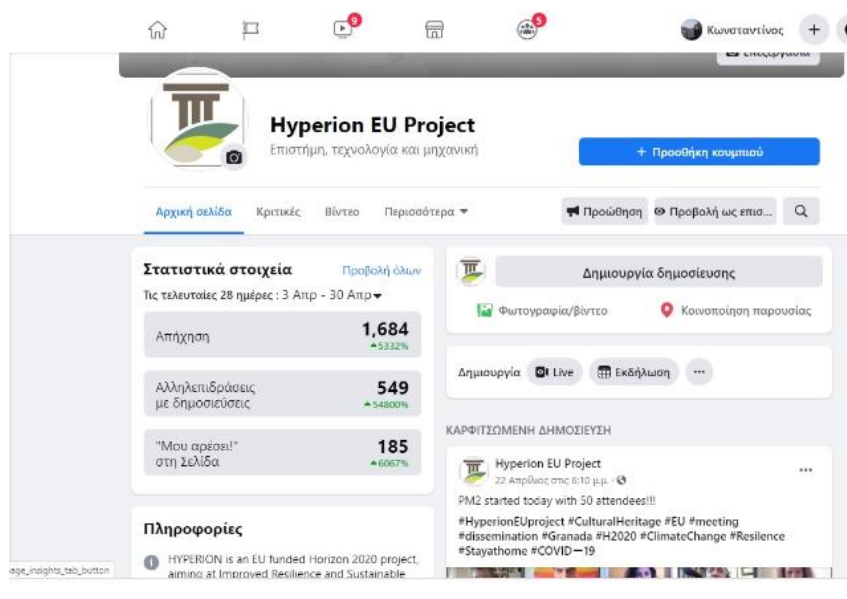 9
5
Κωνσταντίνος
Επεξεργασία
Hyperion EU Project
Επιστήμη, τεχνολογία και μηχανική
+ Προσθήκη κουμπιού
Αρχική σελίδα Κριτικές Βίντεο Περισσότερα
Προώθηση Προβολή ως επισ...
Στατιστικά στοιχεία Προβολή όλων
Τις τελευταίες 28 ημέρες : 3 Απρ - 30 Απρ
Απήχηση 1,684
5332%
Αλληλεπιδράσεις
με δημοσιεύσεις
549
54800%
"Μου αρέσει!"
στη Σελίδα
185
6067%
Πληροφορίες
HYPERION is an EU funded Horizon 2020 project,
aiming at Improved Resilience and Sustainable
Δημιουργία δημοσίευσης
Φωτογραφία/βίντεο Κοινοποίηση παρουσίας
Δημιουργία Live Εκδήλωση ...
ΚΑΡΦΙΤΣΩΜΕΝΗ ΔΗΜΟΣΙΕΥΣΗ
Hyperion EU Project
22 Απρίλιος στις 6:10 μ.μ. ·
PM2 started today with 50 attendees!!!
#HyperionEUproject #CulturalHeritage #EU #meeting
#dissemination #Granada #H2020 #ClimateChange #Resilence
#Stayathome #COVID—19
age_insights_tab_button